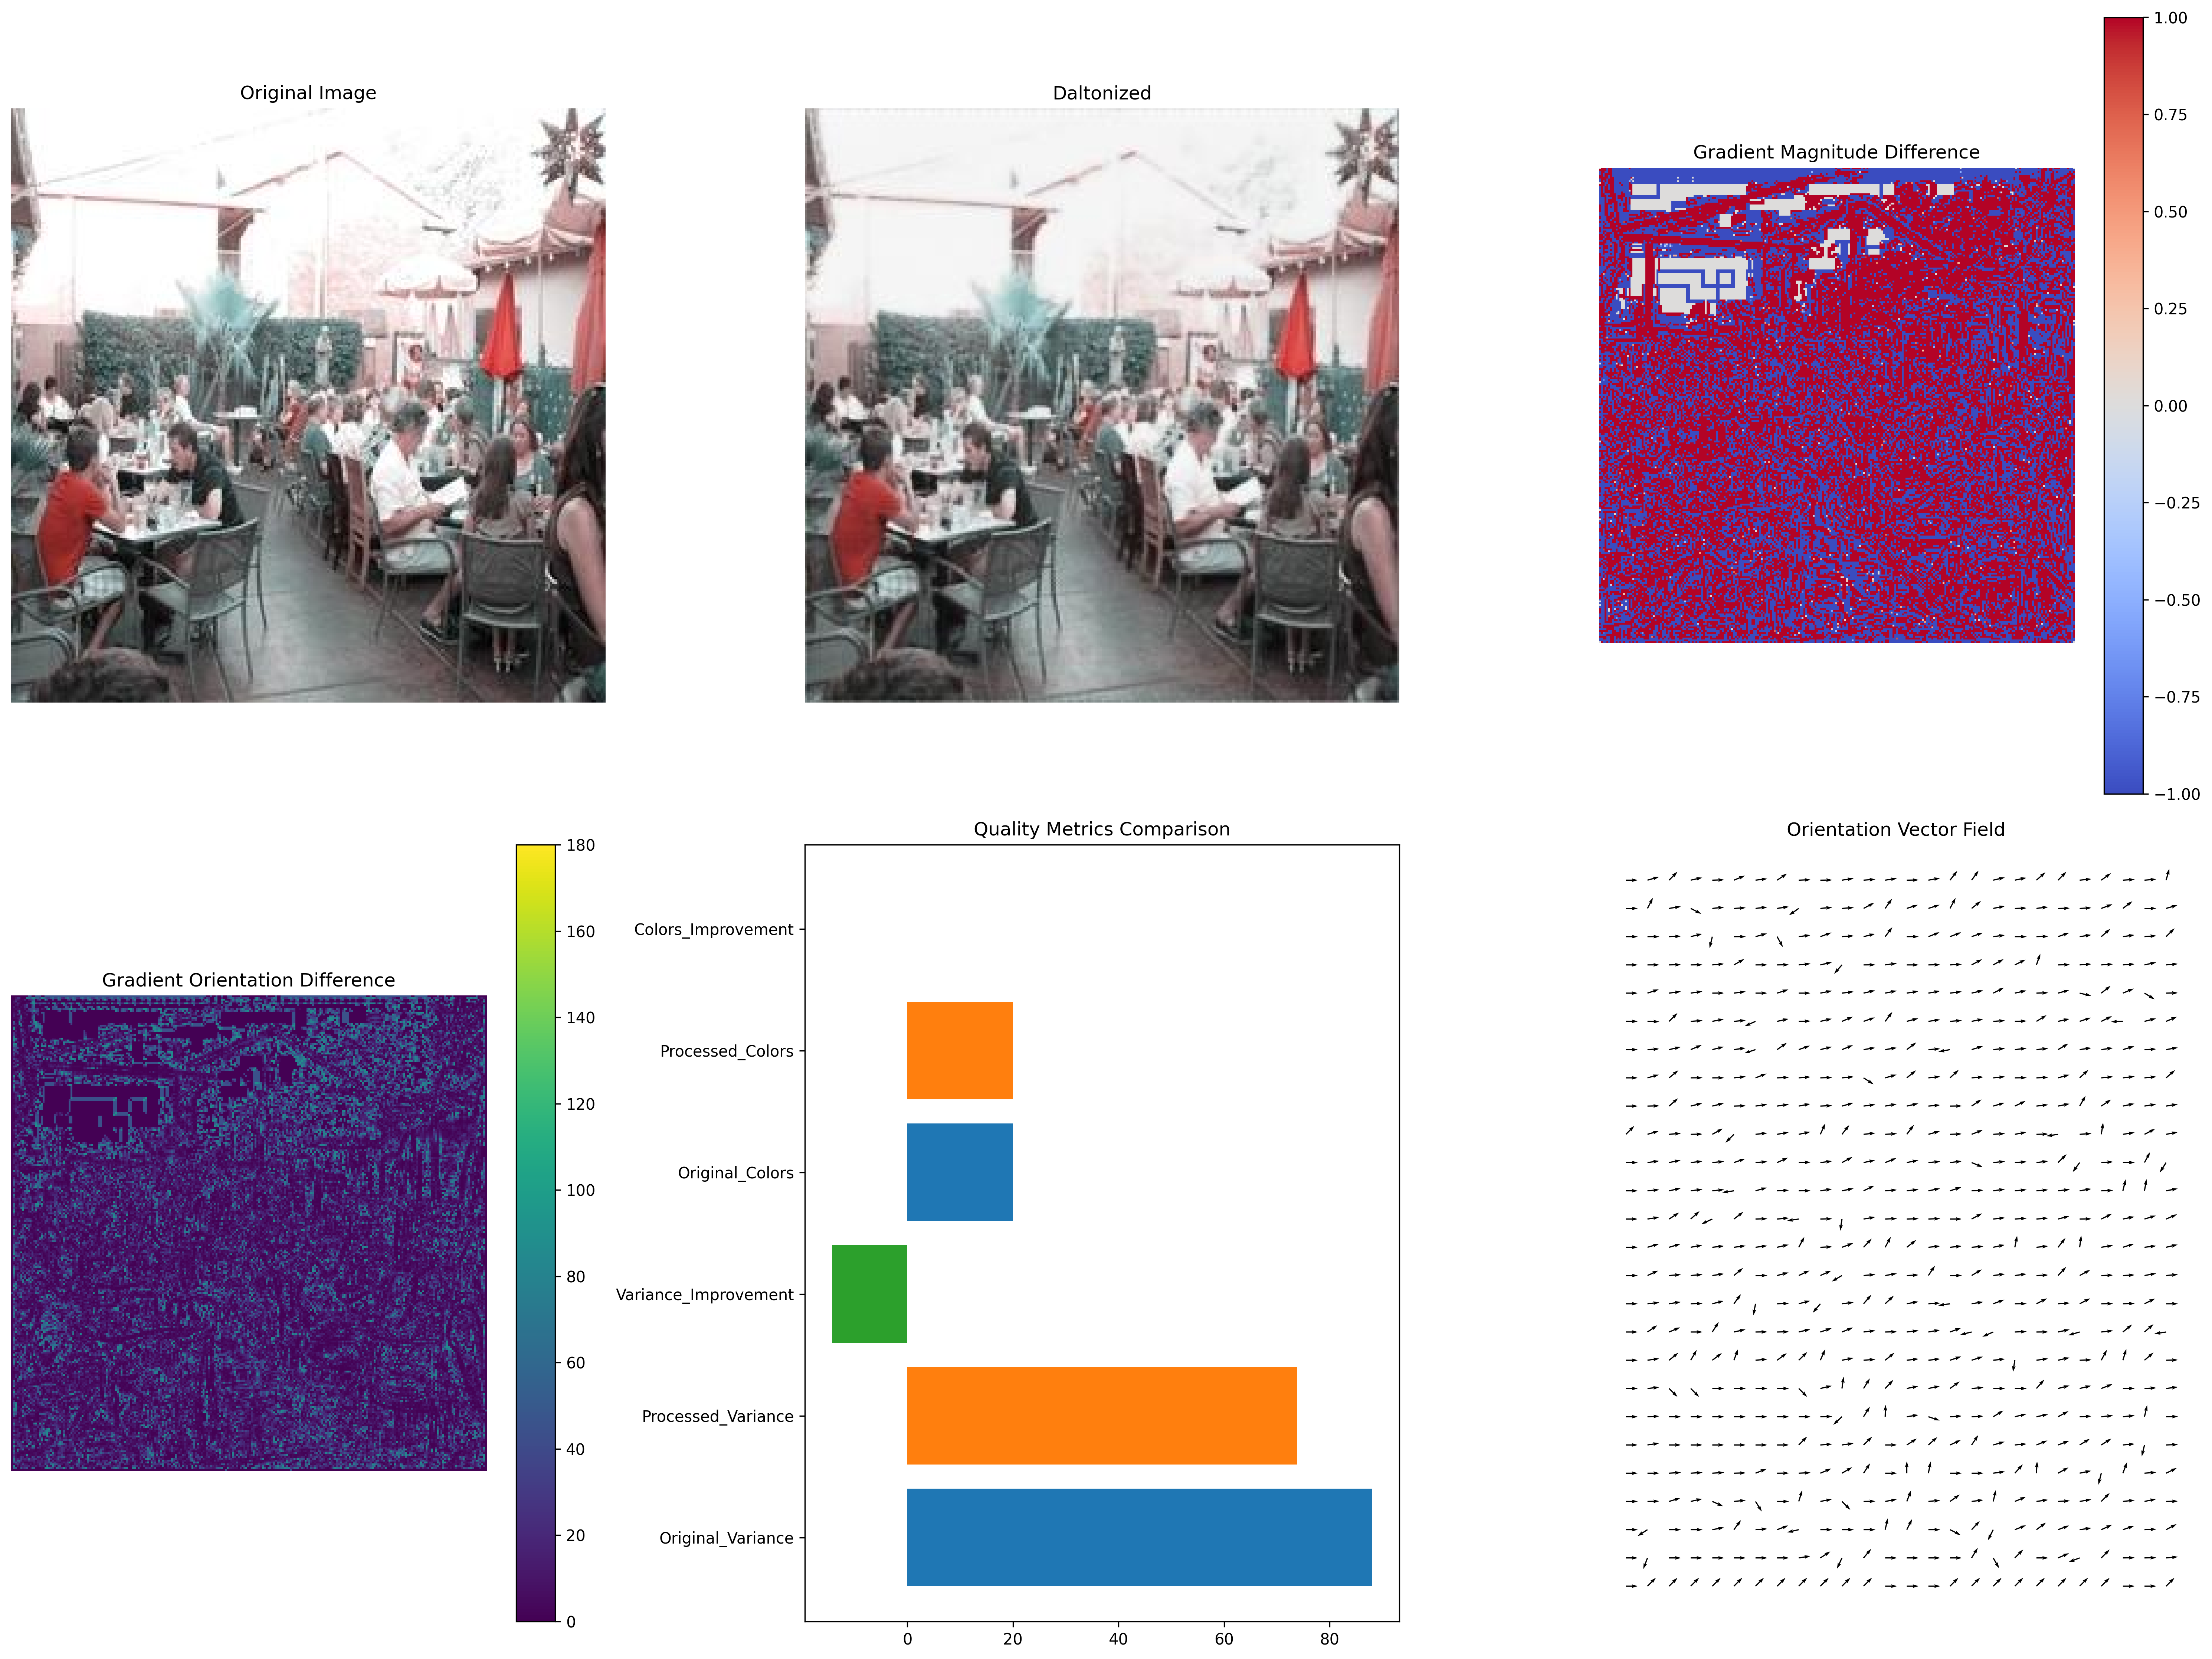 Original Image
Daltonized
Gradient Magnitude Difference
1.00
0.75
0.50
0.25
0.00
−0.25
−0.50
−0.75
−1.00
Gradient Orientation Difference
180
160
140
120
100
80
60
40
20
0
Quality Metrics Comparison
Colors_Improvement
Processed_Colors
Original_Colors
Variance_Improvement
Processed_Variance
Original_Variance
0 20 40 60 80
Orientation Vector Field